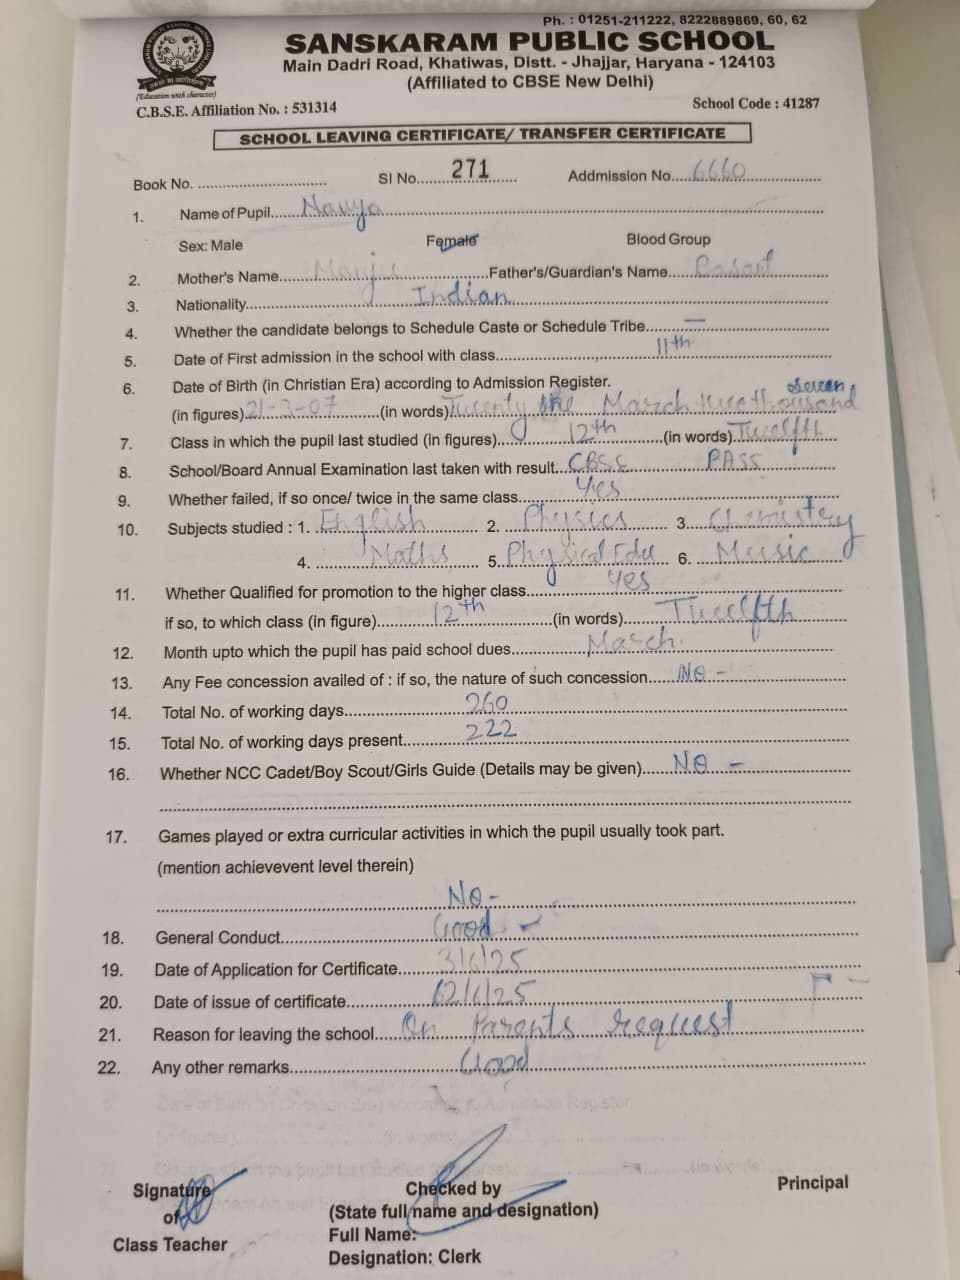 Ph. : 01251-211222, 8222889869, 60, 62
SANSKARAM PUBLIC SCHOOL
Main Dadri Road, Khatiwas, Distt. - Jhajjar, Haryana - 124103
(Affiliated to CBSE New Delhi)
(Education with character)
C.B.S.E. Affiliation No. : 531314 School Code : 41287
SCHOOL LEAVING CERTIFICATE/ TRANSFER CERTIFICATE
Book No. SI No. 271 Addmission No. 6660
1. Name of Pupil Navya
Sex: Male Female Blood Group
2. Mother's Name Manju Father's/Guardian's Name
3. Nationality Indian
4. Whether the candidate belongs to Schedule Caste or Schedule Tribe —
5. Date of First admission in the school with class 11th
6. Date of Birth (in Christian Era) according to Admission Register.
(in figures) 21-3-07 (in words) Twenty one March twothousand seven
7. Class in which the pupil last studied (in figures) 12th (in words) Twelfth
8. School/Board Annual Examination last taken with result CBSE PASS
9. Whether failed, if so once/ twice in the same class Yes
10. Subjects studied : 1. English 2. Physics 3. Chemistry
4. Maths 5. Physical Edu 6. Music
11. Whether Qualified for promotion to the higher class Yes
if so, to which class (in figure) 12th (in words) Twelfth
12. Month upto which the pupil has paid school dues March.
13. Any Fee concession availed of : if so, the nature of such concession No -
14. Total No. of working days 260
15. Total No. of working days present 222
16. Whether NCC Cadet/Boy Scout/Girls Guide (Details may be given) No -
17. Games played or extra curricular activities in which the pupil usually took part.
(mention achievevent level therein)
No -
18. General Conduct Good
19. Date of Application for Certificate 3/6/25
20. Date of issue of certificate /6/25
21. Reason for leaving the school On Parents request
22. Any other remarks Good
Signature of Class Teacher
Checked by
(State full name and designation)
Full Name:
Designation: Clerk
Principal